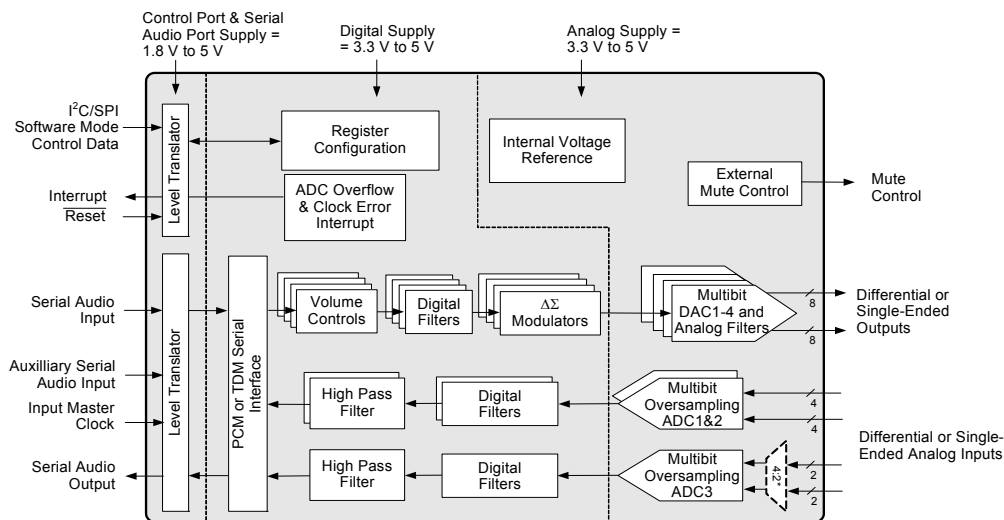 Control Port & Serial
Audio Port Supply =
1.8 V to 5 V
Digital Supply
= 3.3 V to 5 V
Analog Supply =
3.3 V to 5 V
I²C/SPI
Software Mode
Control Data
Level Translator
Register
Configuration
Internal Voltage
Reference
External
Mute Control
Mute
Control
Interrupt
Reset
ADC Overflow
& Clock Error
Interrupt
Serial Audio
Input
Level Translator
PCM or TDM Serial
Interface
Volume
Controls
Digital
Filters
ΔΣ
Modulators
Multibit
DAC1-4 and
Analog Filters
8
8
Differential or
Single-Ended
Outputs
Auxilliary Serial
Audio Input
Input Master
Clock
High Pass
Filter
Digital
Filters
Multibit
Oversampling
ADC1&2
4
4
Differential or Single-
Ended Analog Inputs
Serial Audio
Output
High Pass
Filter
Digital
Filters
Multibit
Oversampling
ADC3
4:2*
2
2